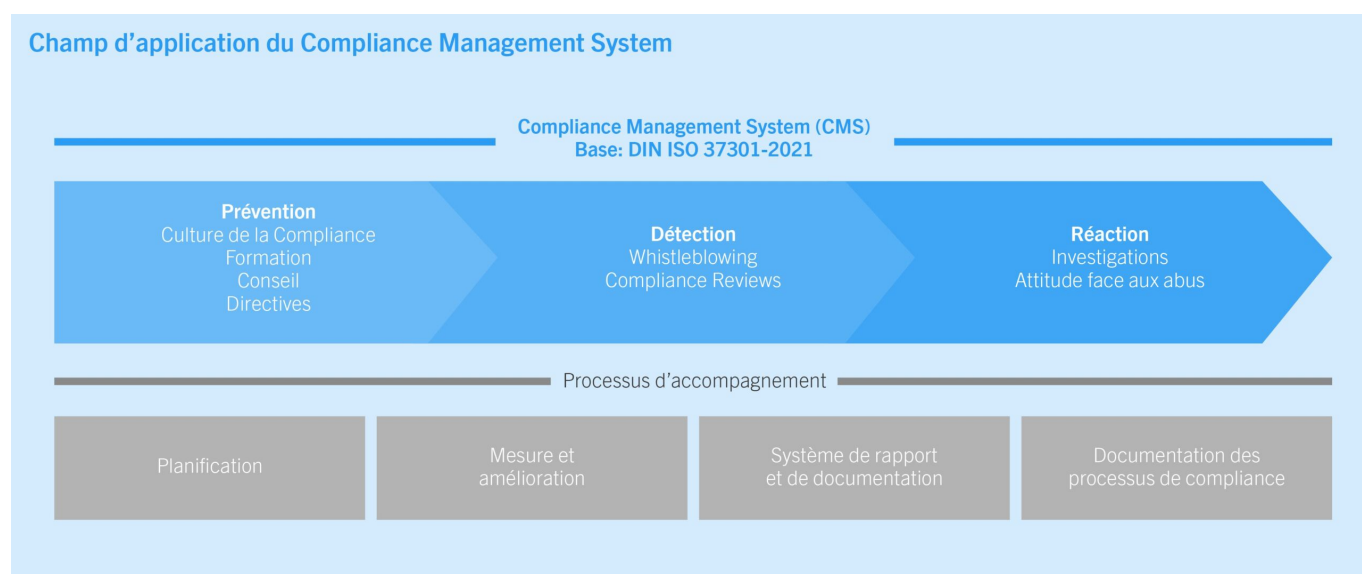 Champ d’application du Compliance Management System
Compliance Management System (CMS)
Base: DIN ISO 37301-2021
Prévention
Culture de la Compliance
Formation
Conseil
Directives
Détection
Whistleblowing
Compliance Reviews
Réaction
Investigations
Attitude face aux abus
Processus d’accompagnement
Planification
Mesure et
amélioration
Système de rapport
et de documentation
Documentation des
processus de compliance